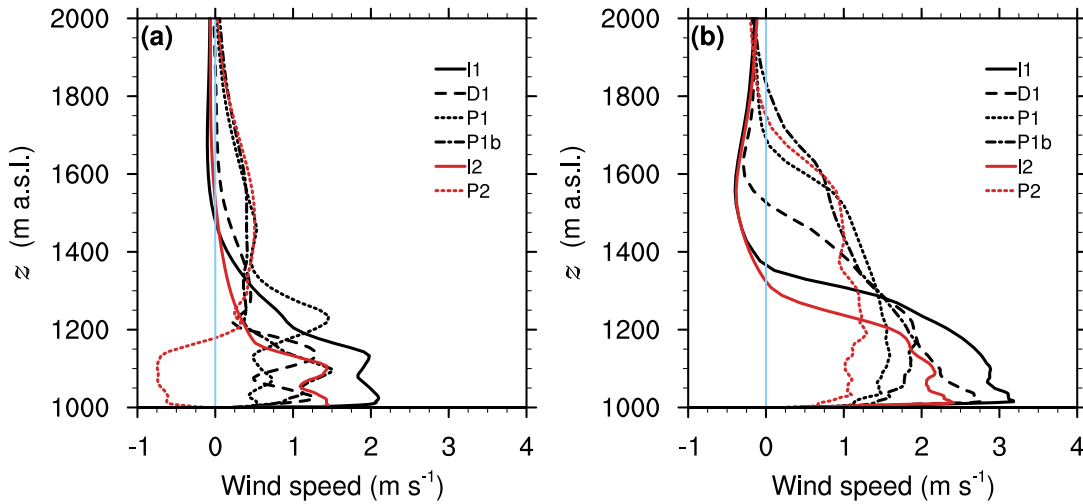 (a)
2000
1800
1600
1400
1200
1000
z (m a.s.l.)
I1
D1
P1
P1b
I2
P2
-1 0 1 2 3 4
Wind speed (m s-1)
(b)
2000
1800
1600
1400
1200
1000
z (m a.s.l.)
I1
D1
P1
P1b
I2
P2
-1 0 1 2 3 4
Wind speed (m s-1)